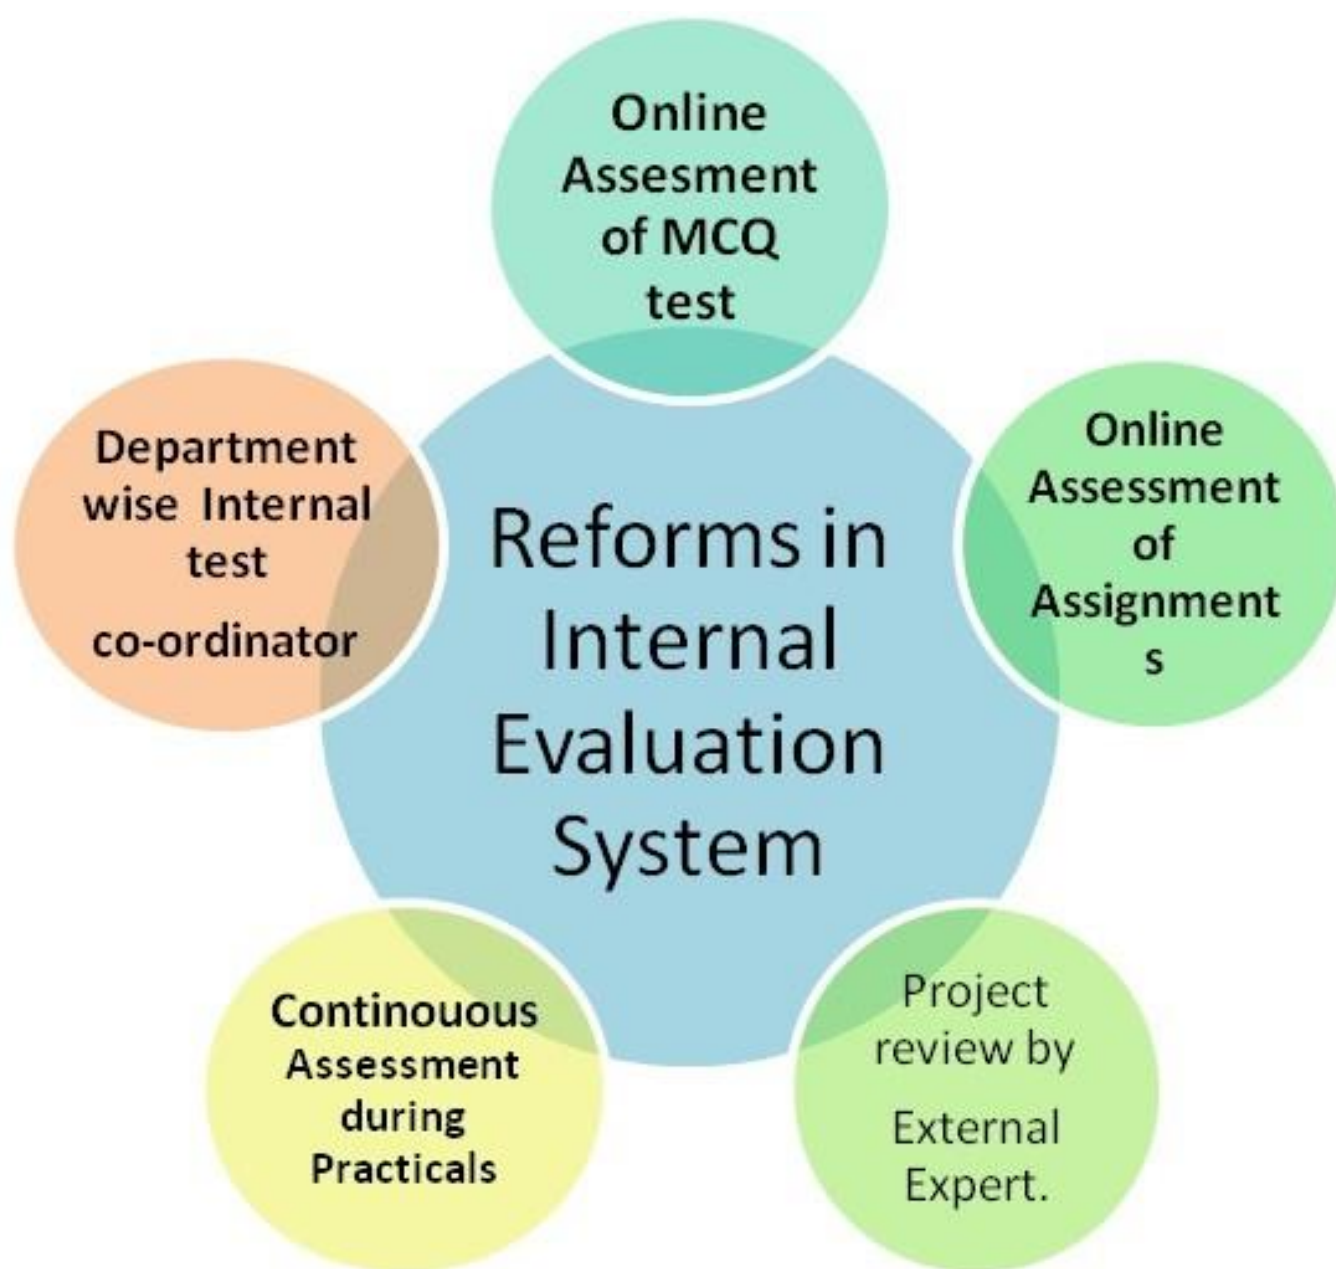 Online
Assesment
of MCQ
test
Department
wise Internal
test
co-ordinator
Online
Assessment
of
Assignment
s
Reforms in
Internal
Evaluation
System
Continouous
Assessment
during
Practicals
Project
review by
External
Expert.